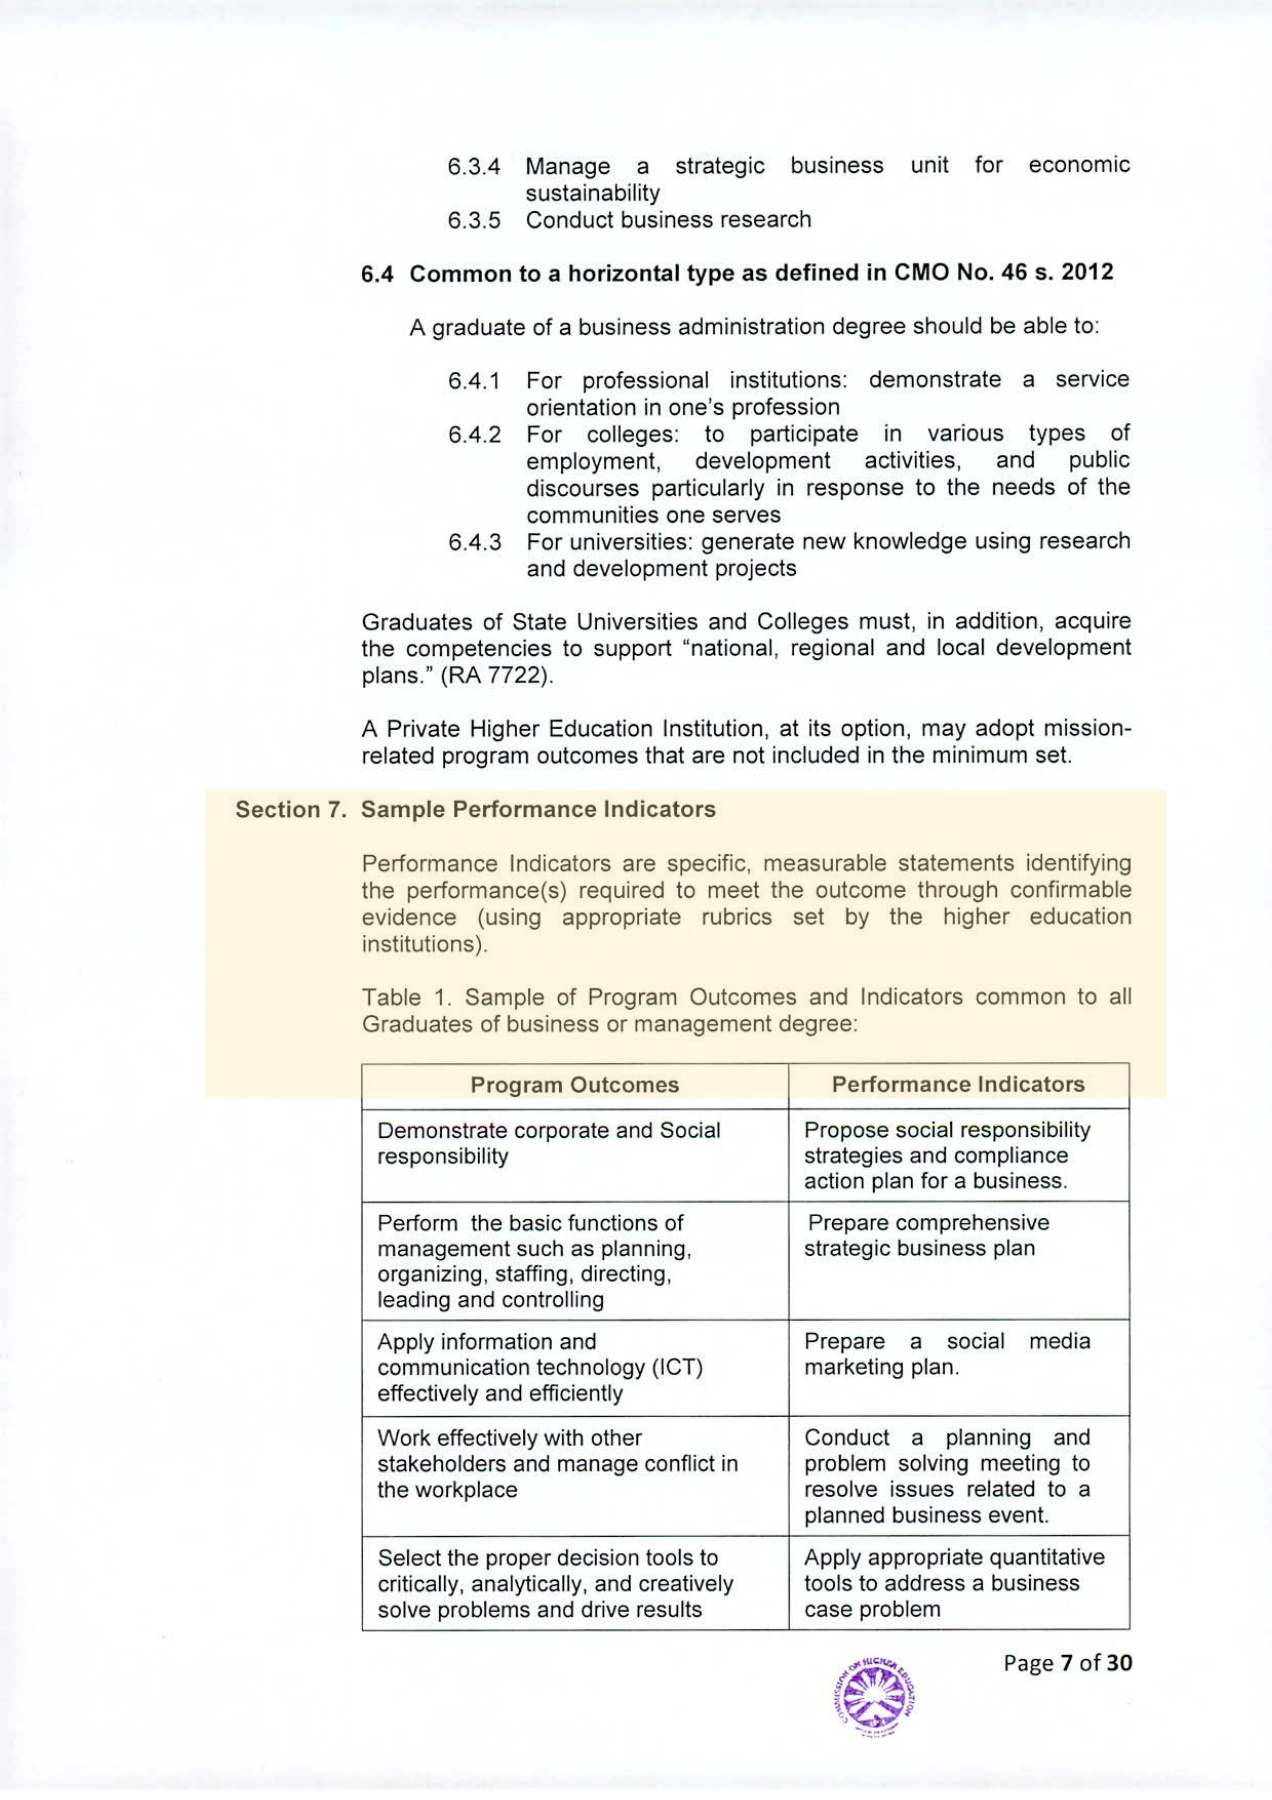 6.3.4 Manage a strategic business unit for economic
sustainability
6.3.5 Conduct business research
6.4 Common to a horizontal type as defined in CMO No. 46 s. 2012
A graduate of a business administration degree should be able to:
6.4.1 For professional institutions: demonstrate a service
orientation in one's profession
6.4.2 For colleges: to participate in various types of
employment, development activities, and public
discourses particularly in response to the needs of the
communities one serves
6.4.3 For universities: generate new knowledge using research
and development projects
Graduates of State Universities and Colleges must, in addition, acquire
the competencies to support “national, regional and local development
plans.” (RA 7722).
A Private Higher Education Institution, at its option, may adopt mission-
related program outcomes that are not included in the minimum set.
Section 7. Sample Performance Indicators
Performance Indicators are specific, measurable statements identifying
the performance(s) required to meet the outcome through confirmable
evidence (using appropriate rubrics set by the higher education
institutions).
Table 1. Sample of Program Outcomes and Indicators common to all
Graduates of business or management degree:
Program Outcomes Performance Indicators
Demonstrate corporate and Social
responsibility
Propose social responsibility
strategies and compliance
action plan for a business.
Perform the basic functions of
management such as planning,
organizing, staffing, directing,
leading and controlling
Prepare comprehensive
strategic business plan
Apply information and
communication technology (ICT)
effectively and efficiently
Prepare a social media
marketing plan.
Work effectively with other
stakeholders and manage conflict in
the workplace
Conduct a planning and
problem solving meeting to
resolve issues related to a
planned business event.
Select the proper decision tools to
critically, analytically, and creatively
solve problems and drive results
Apply appropriate quantitative
tools to address a business
case problem
Page 7 of 30
COMMISSION ON HIGHER EDUCATION